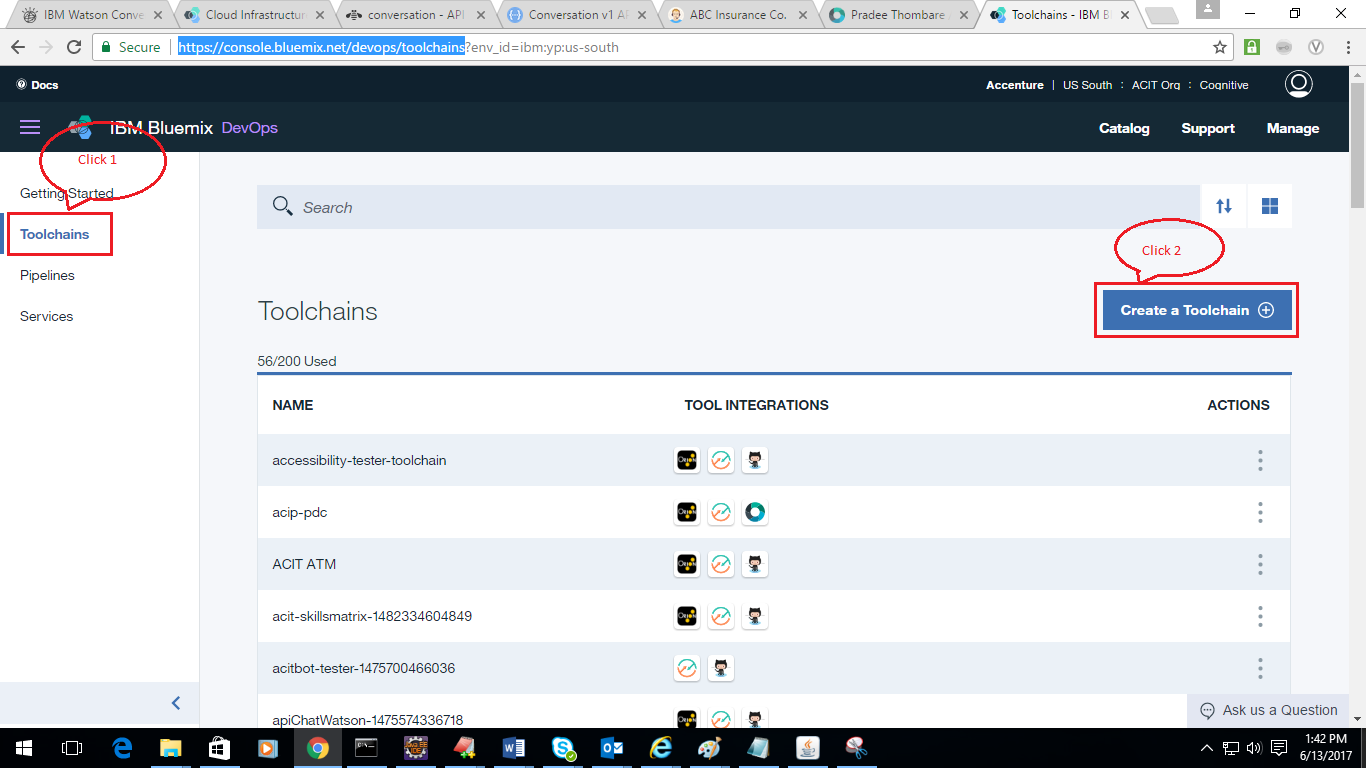 IBM Watson Conve
Cloud Infrastructur
conversation - API
Conversation v1 AP
ABC Insurance Co.
Pradee Thombare
Toolchains - IBM B
Secure
https://console.bluemix.net/devops/toolchains?env_id=ibm:yp:us-south
Docs
Accenture | US South : ACIT Org : Cognitive
IBM Bluemix DevOps
Catalog Support Manage
Click 1
Getting Started
Toolchains
Pipelines
Services
Search
Click 2
Toolchains
Create a Toolchain
56/200 Used
NAME TOOL INTEGRATIONS ACTIONS
accessibility-tester-toolchain
acip-pdc
ACIT ATM
acit-skillsmatrix-1482334604849
acitbot-tester-1475700466036
apiChatWatson-1475574336718
Ask us a Question
1:42 PM
6/13/2017